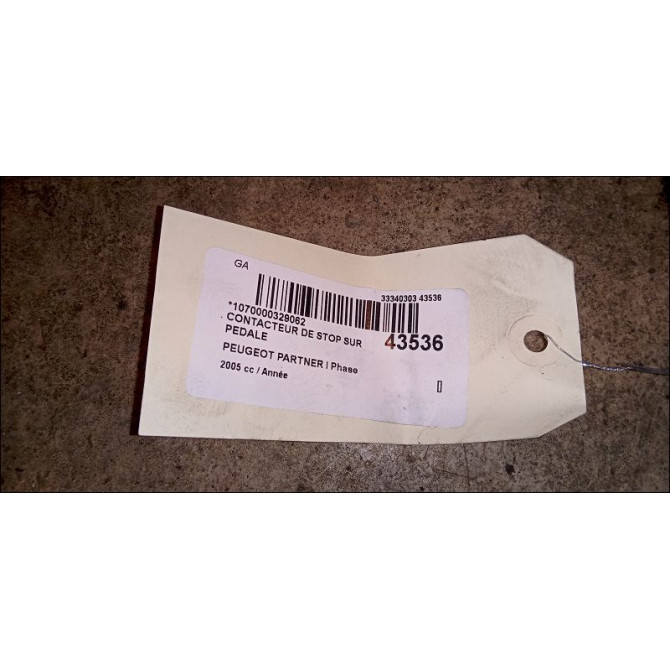 GA
33340303 43536
*1070000329062
CONTACTEUR DE STOP SUR
PEDALE
43536
PEUGEOT PARTNER I Phase
2005 cc / Année